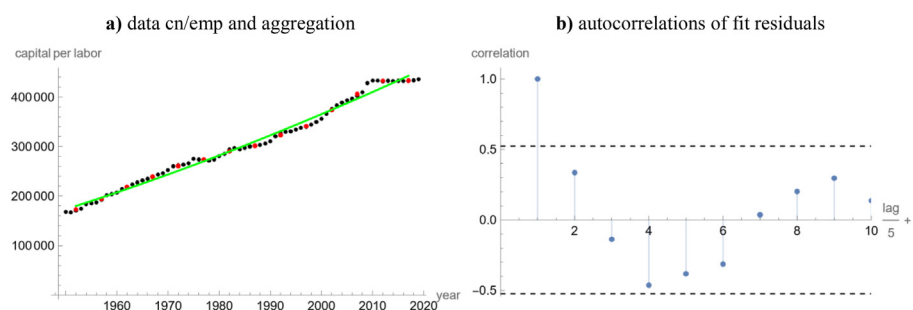 a) data cn/emp and aggregation
capital per labor
400000
300000
200000
100000
1960 1970 1980 1990 2000 2010 2020
year
b) autocorrelations of fit residuals
correlation
1.0
0.5
0.0
-0.5
2 4 6 8 10
lag
5 +